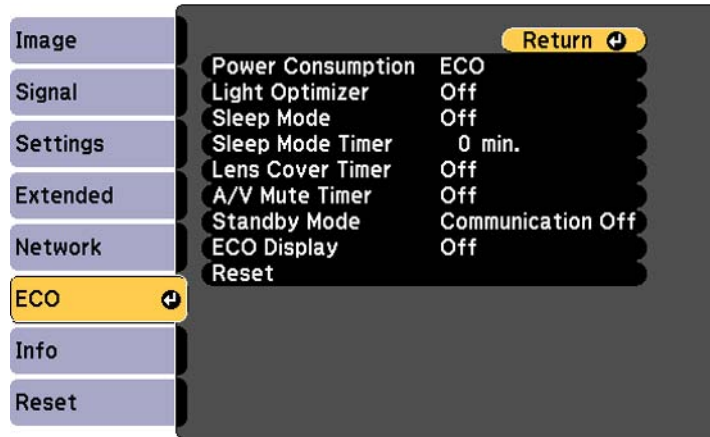 Image
Signal
Settings
Extended
Network
ECO
Info
Reset
Return
Power Consumption ECO
Light Optimizer Off
Sleep Mode Off
Sleep Mode Timer 0 min.
Lens Cover Timer Off
A/V Mute Timer Off
Standby Mode Communication Off
ECO Display Off
Reset